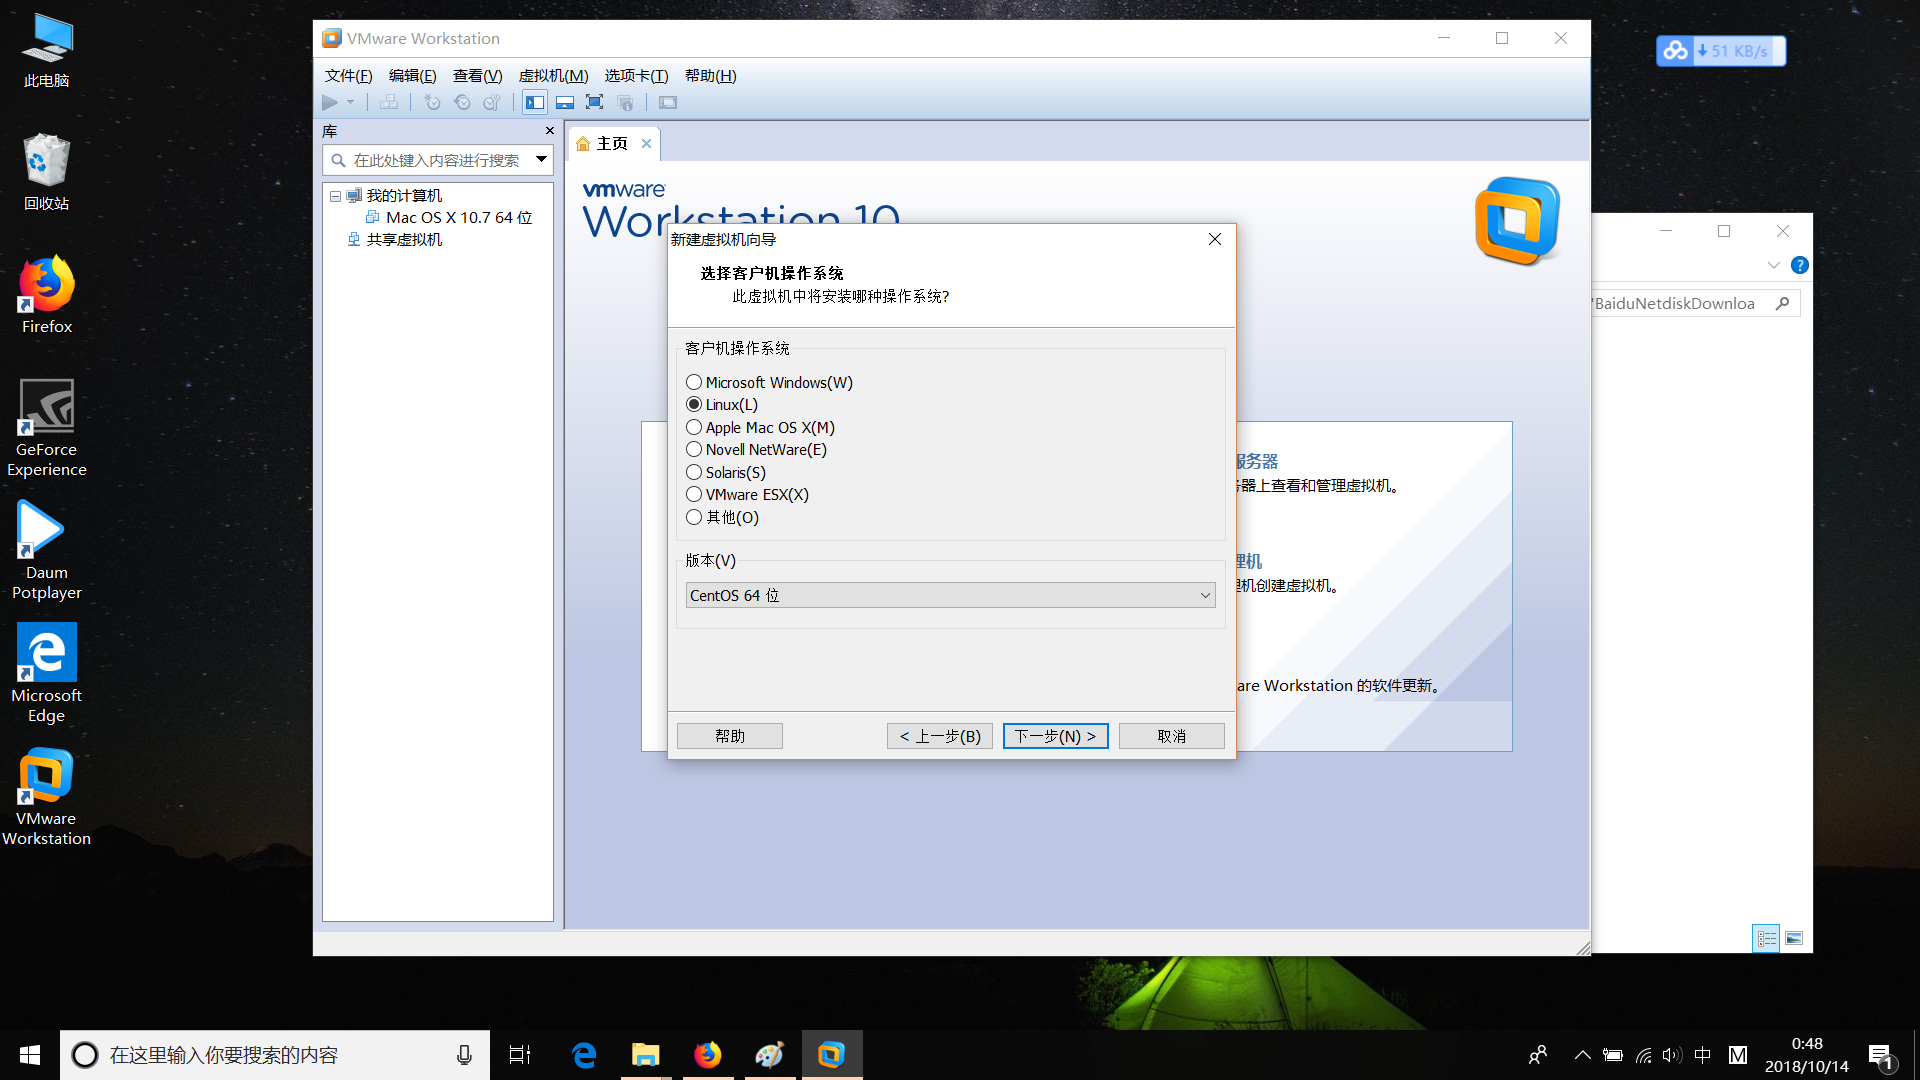 此电脑
回收站
Firefox
GeForce
Experience
Daum
Potplayer
Microsoft
Edge
VMware
Workstation
VMware Workstation
文件(F) 编辑(E) 查看(V) 虚拟机(M) 选项卡(T) 帮助(H)
库
在此处键入内容进行搜索
我的计算机
Mac OS X 10.7 64 位
共享虚拟机
主页
vmware
Workstation 10
新建虚拟机向导
选择客户机操作系统
此虚拟机中将安装哪种操作系统?
客户机操作系统
Microsoft Windows(W)
Linux(L)
Apple Mac OS X(M)
Novell NetWare(E)
Solaris(S)
VMware ESX(X)
其他(O)
版本(V)
CentOS 64 位
帮助
< 上一步(B)
下一步(N) >
取消
服务器
务器上查看和管理虚拟机。
理机
理机创建虚拟机。
are Workstation 的软件更新。
51 KB/s
"BaiduNetdiskDownloa
在这里输入你要搜索的内容
中
M
0:48
2018/10/14
1